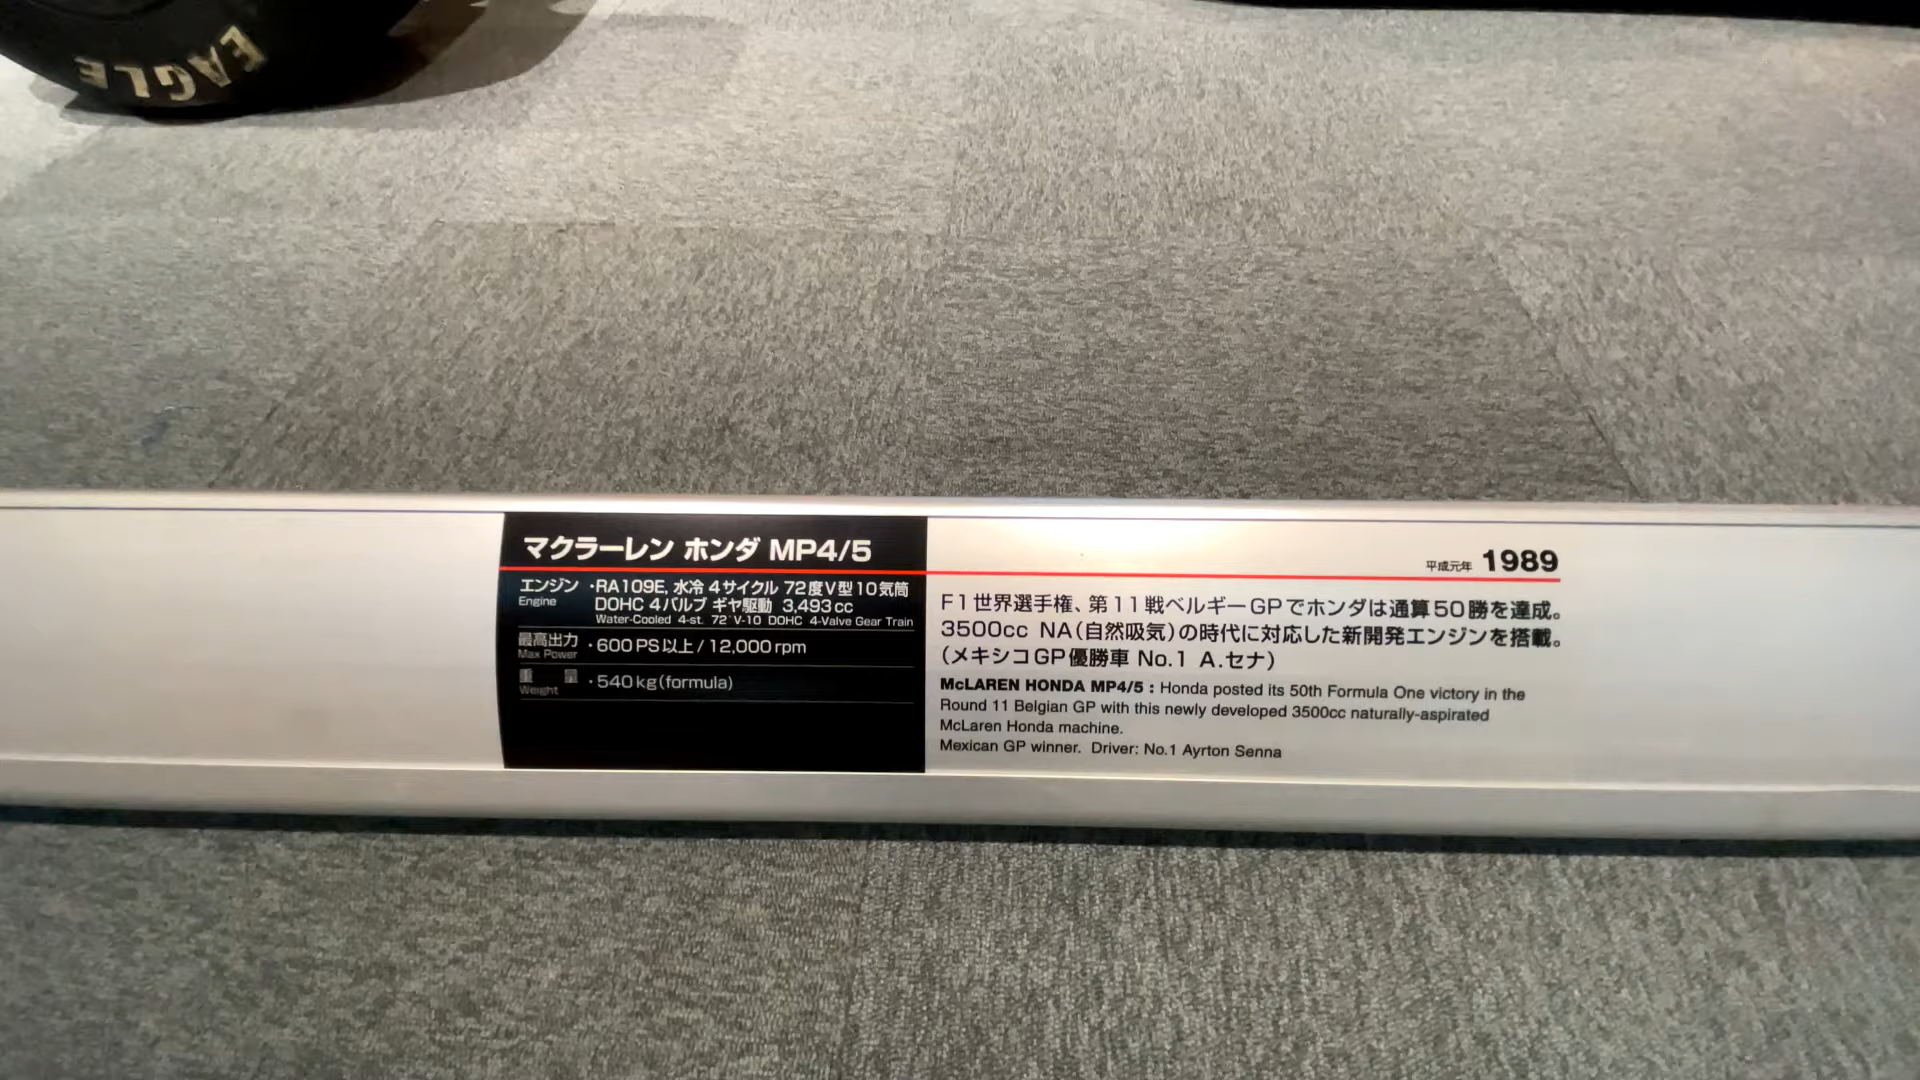 EAGLE
マクラーレン ホンダ MP4/5
エンジン ・RA109E, 水冷 4サイクル 72度V型10気筒
Engine DOHC 4バルブ ギヤ駆動 3,493cc
Water-Cooled 4-st. 72°V-10 DOHC 4-Valve Gear Train
最高出力 ・600PS以上 / 12,000rpm
Max Power
重量 ・540kg(formula)
Weight
平成元年 1989
F1世界選手権、第11戦ベルギーGPでホンダは通算50勝を達成。
3500cc NA(自然吸気)の時代に対応した新開発エンジンを搭載。
(メキシコGP優勝車 No.1 A.セナ)
McLAREN HONDA MP4/5 : Honda posted its 50th Formula One victory in the
Round 11 Belgian GP with this newly developed 3500cc naturally-aspirated
McLaren Honda machine.
Mexican GP winner. Driver: No.1 Ayrton Senna